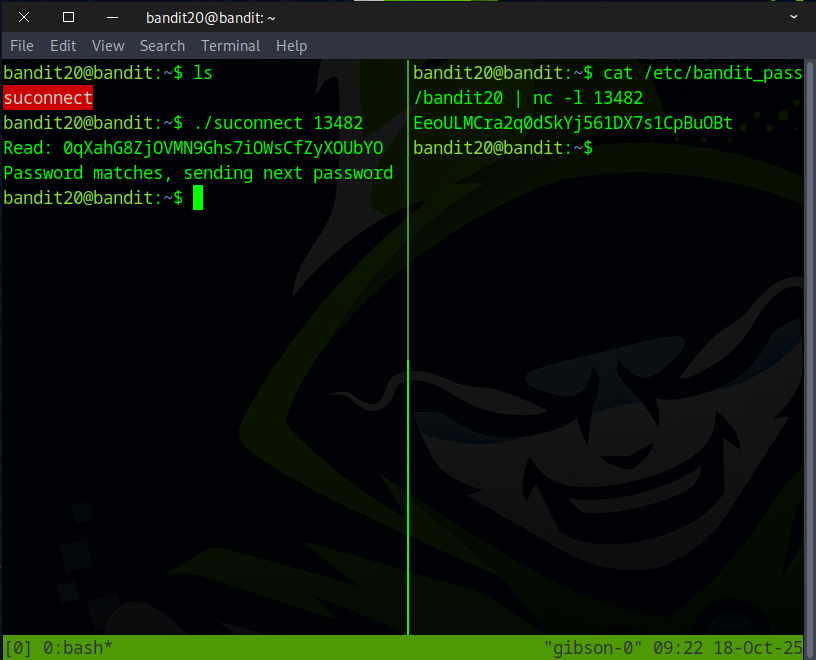 bandit20@bandit: ~
File Edit View Search Terminal Help
bandit20@bandit:~$ ls
suconnect
bandit20@bandit:~$ ./suconnect 13482
Read: 0qXahG8ZjOVMN9Ghs7iOWsCfZyXOUbYO
Password matches, sending next password
bandit20@bandit:~$
bandit20@bandit:~$ cat /etc/bandit_pass
/bandit20 | nc -l 13482
EeoULMCra2q0dSkYj561DX7s1CpBuOBt
bandit20@bandit:~$
[0] 0:bash* "gibson-0" 09:22 18-Oct-25